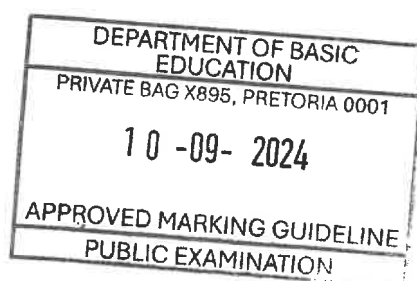 DEPARTMENT OF BASIC
EDUCATION
PRIVATE BAG X895, PRETORIA 0001
10 -09- 2024
APPROVED MARKING GUIDELINE
PUBLIC EXAMINATION